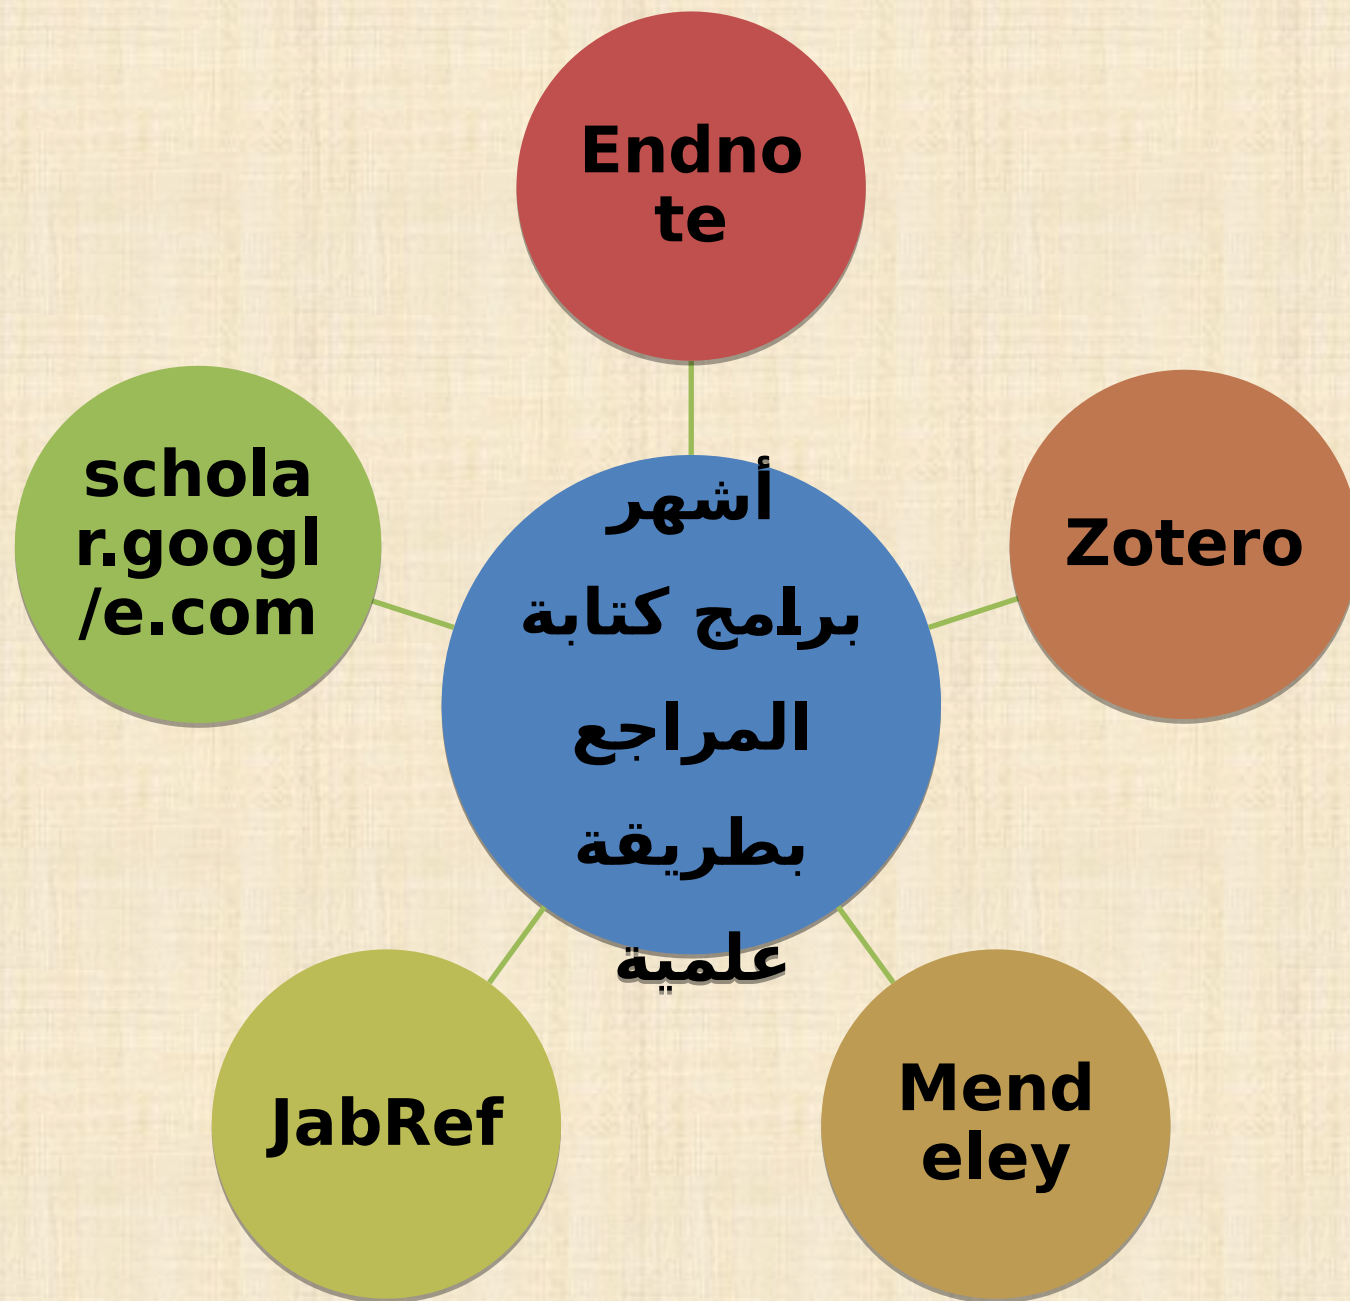 Endno
te
schola
r.googl
/e.com
أشهر
برامج كتابة
المراجع
بطريقة
علمية
Zotero
JabRef
Mend
eley